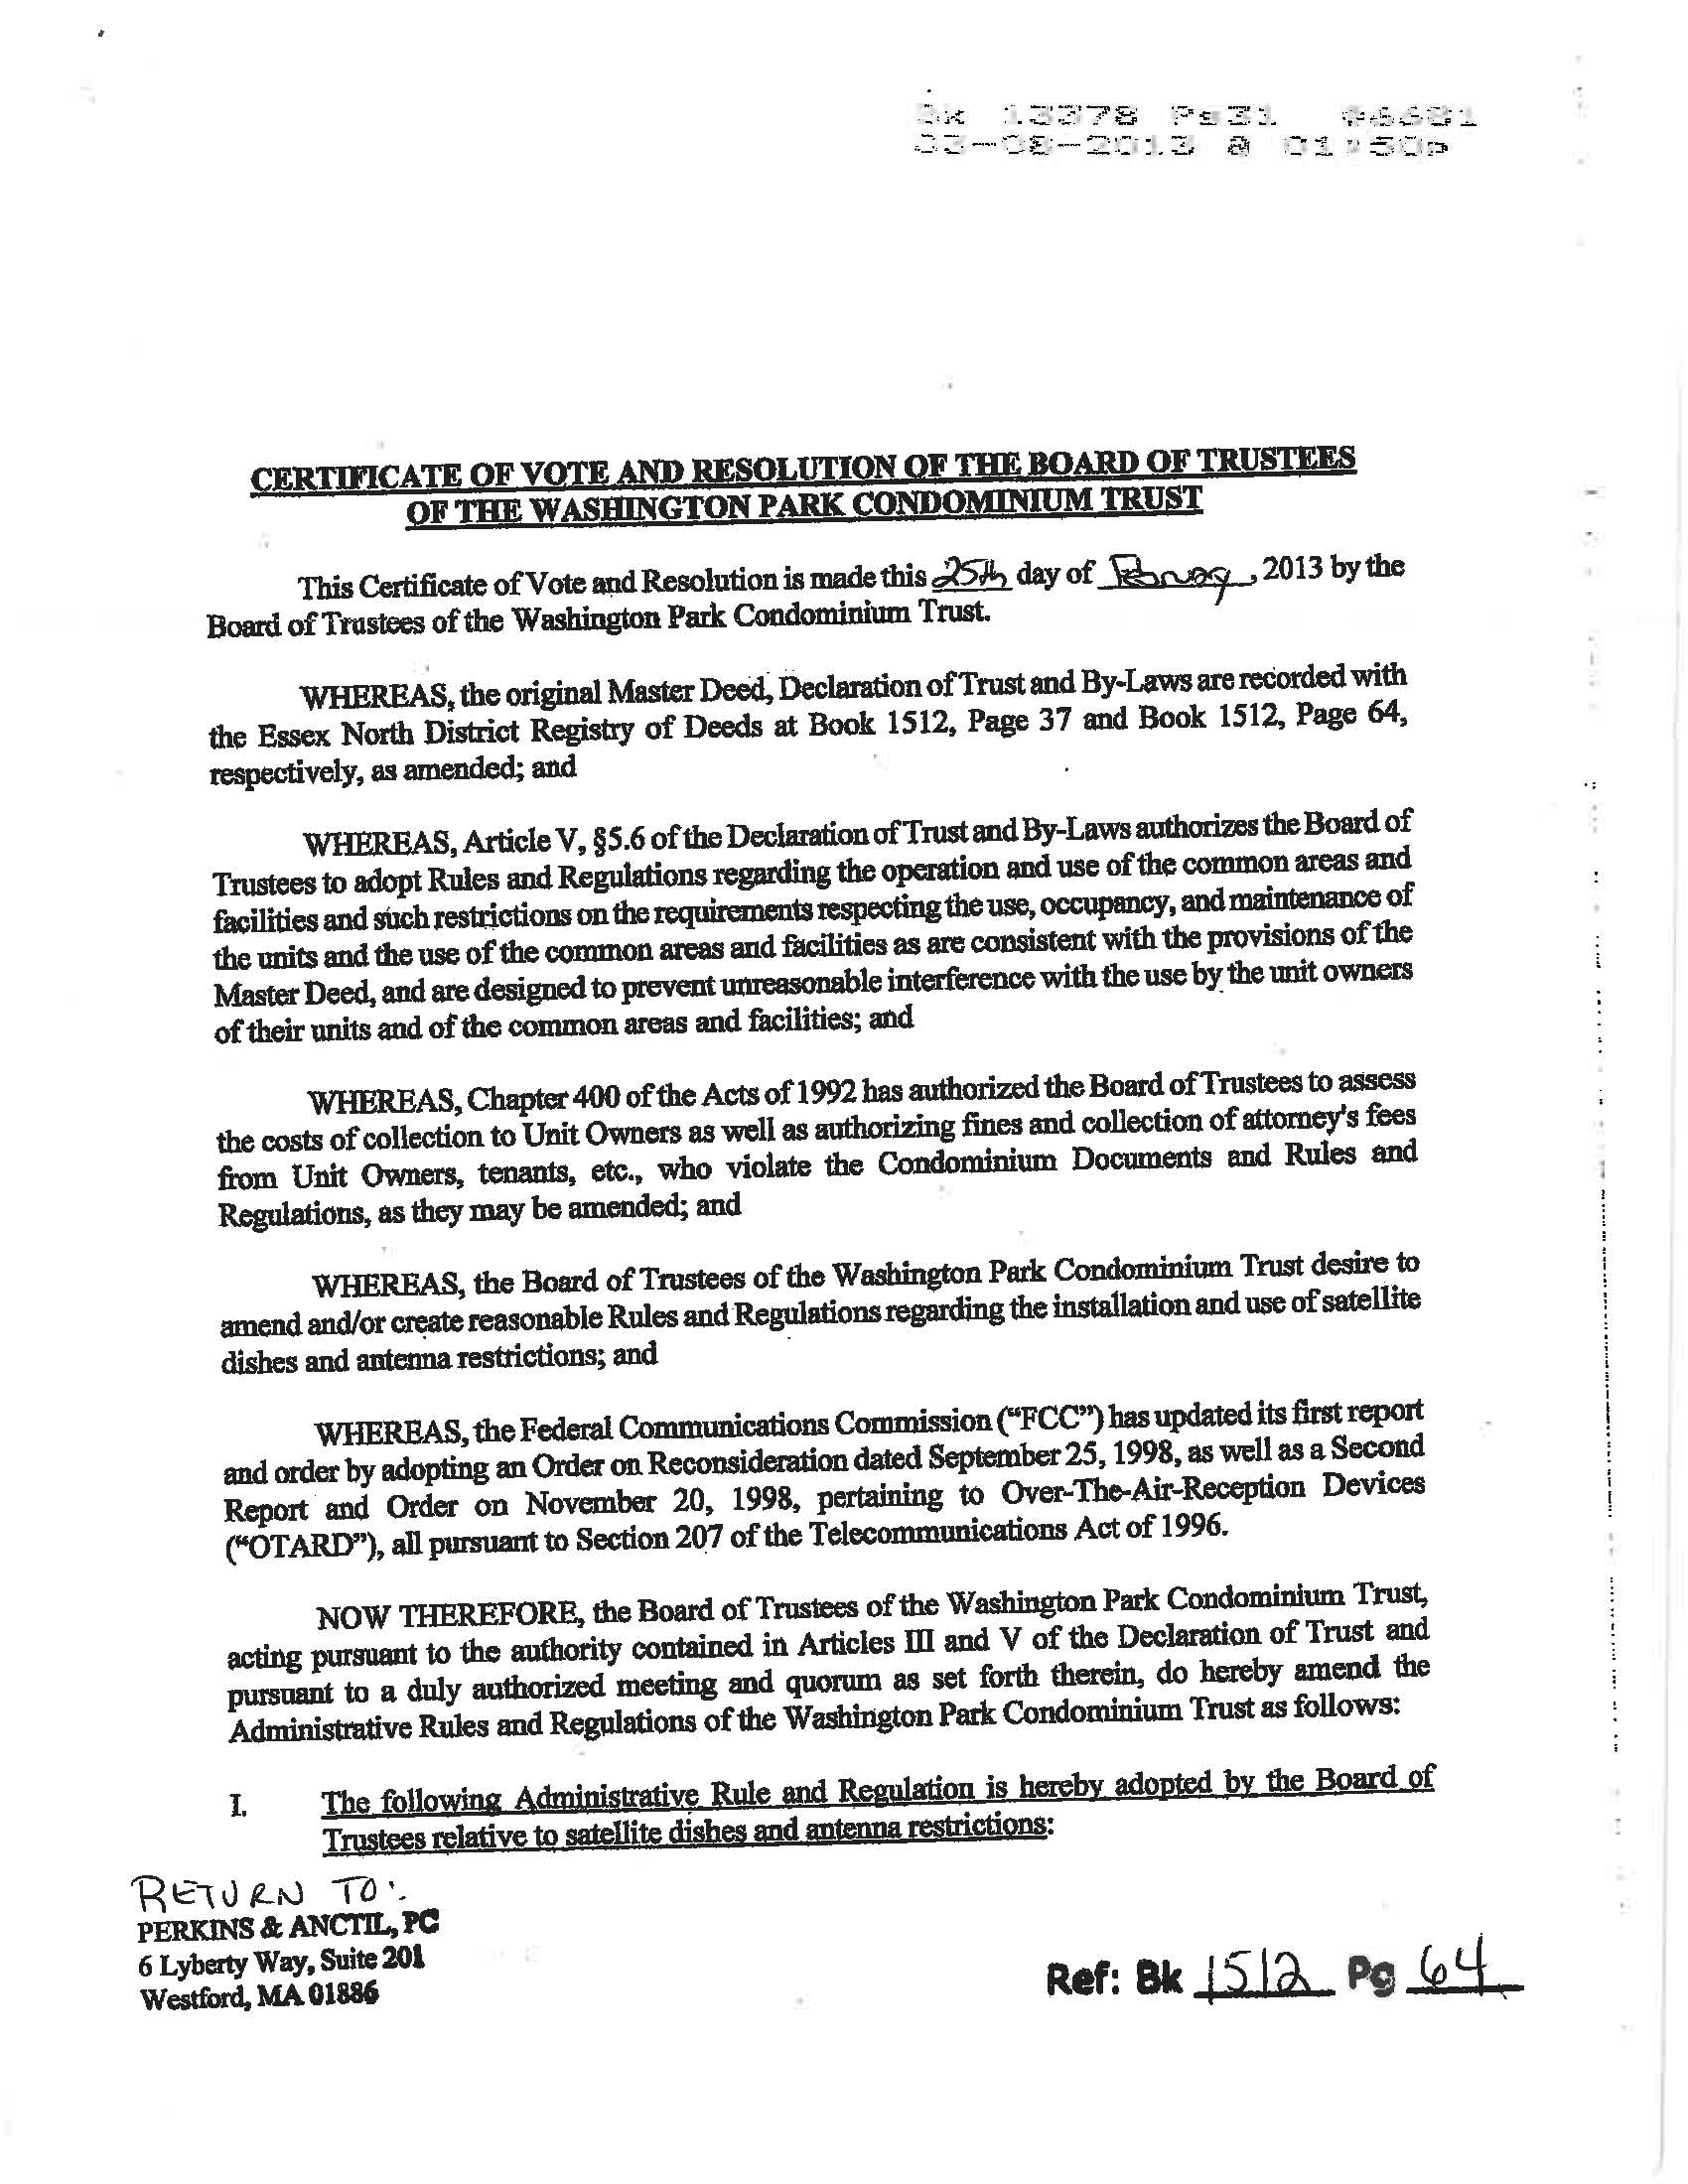 Bk 13378 Pg31 #6681
03-08-2013 @ 01:50p
CERTIFICATE OF VOTE AND RESOLUTION OF THE BOARD OF TRUSTEES
OF THE WASHINGTON PARK CONDOMINIUM TRUST
This Certificate of Vote and Resolution is made this 25th day of February, 2013 by the
Board of Trustees of the Washington Park Condominium Trust.
WHEREAS, the original Master Deed, Declaration of Trust and By-Laws are recorded with
the Essex North District Registry of Deeds at Book 1512, Page 37 and Book 1512, Page 64,
respectively, as amended; and
WHEREAS, Article V, §5.6 of the Declaration of Trust and By-Laws authorizes the Board of
Trustees to adopt Rules and Regulations regarding the operation and use of the common areas and
facilities and such restrictions on the requirements respecting the use, occupancy, and maintenance of
the units and the use of the common areas and facilities as are consistent with the provisions of the
Master Deed, and are designed to prevent unreasonable interference with the use by the unit owners
of their units and of the common areas and facilities; and
WHEREAS, Chapter 400 of the Acts of 1992 has authorized the Board of Trustees to assess
the costs of collection to Unit Owners as well as authorizing fines and collection of attorney's fees
from Unit Owners, tenants, etc., who violate the Condominium Documents and Rules and
Regulations, as they may be amended; and
WHEREAS, the Board of Trustees of the Washington Park Condominium Trust desire to
amend and/or create reasonable Rules and Regulations regarding the installation and use of satellite
dishes and antenna restrictions; and
WHEREAS, the Federal Communications Commission (“FCC”) has updated its first report
and order by adopting an Order on Reconsideration dated September 25, 1998, as well as a Second
Report and Order on November 20, 1998, pertaining to Over-The-Air-Reception Devices
(“OTARD”), all pursuant to Section 207 of the Telecommunications Act of 1996.
NOW THEREFORE, the Board of Trustees of the Washington Park Condominium Trust,
acting pursuant to the authority contained in Articles III and V of the Declaration of Trust and
pursuant to a duly authorized meeting and quorum as set forth therein, do hereby amend the
Administrative Rules and Regulations of the Washington Park Condominium Trust as follows:
I. The following Administrative Rule and Regulation is hereby adopted by the Board of
Trustees relative to satellite dishes and antenna restrictions:
RETURN TO:
PERKINS & ANCTIL, PC
6 Lyberty Way, Suite 201
Westford, MA 01886
Ref: Bk 1512 Pg 64